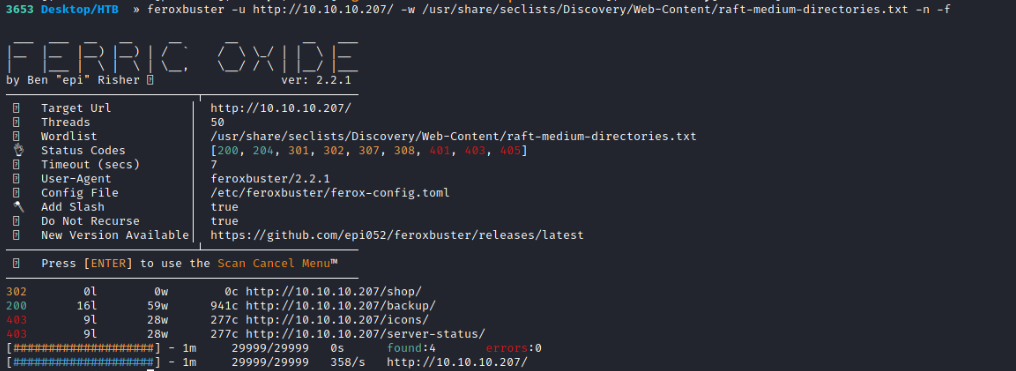 3653 Desktop/HTB » feroxbuster -u http://10.10.10.207/ -w /usr/share/seclists/Discovery/Web-Content/raft-medium-directories.txt -n -f
FERRIC OXIDE
by Ben "epi" Risher ver: 2.2.1
Target Url │ http://10.10.10.207/
Threads │ 50
Wordlist │ /usr/share/seclists/Discovery/Web-Content/raft-medium-directories.txt
Status Codes │ [200, 204, 301, 302, 307, 308, 401, 403, 405]
Timeout (secs) │ 7
User-Agent │ feroxbuster/2.2.1
Config File │ /etc/feroxbuster/ferox-config.toml
Add Slash │ true
Do Not Recurse │ true
New Version Available│ https://github.com/epi052/feroxbuster/releases/latest
Press [ENTER] to use the Scan Cancel Menu™
302 0l 0w 0c http://10.10.10.207/shop/
200 16l 59w 941c http://10.10.10.207/backup/
403 9l 28w 277c http://10.10.10.207/icons/
403 9l 28w 277c http://10.10.10.207/server-status/
[####################] - 1m 29999/29999 0s found:4 errors:0
[####################] - 1m 29999/29999 358/s http://10.10.10.207/